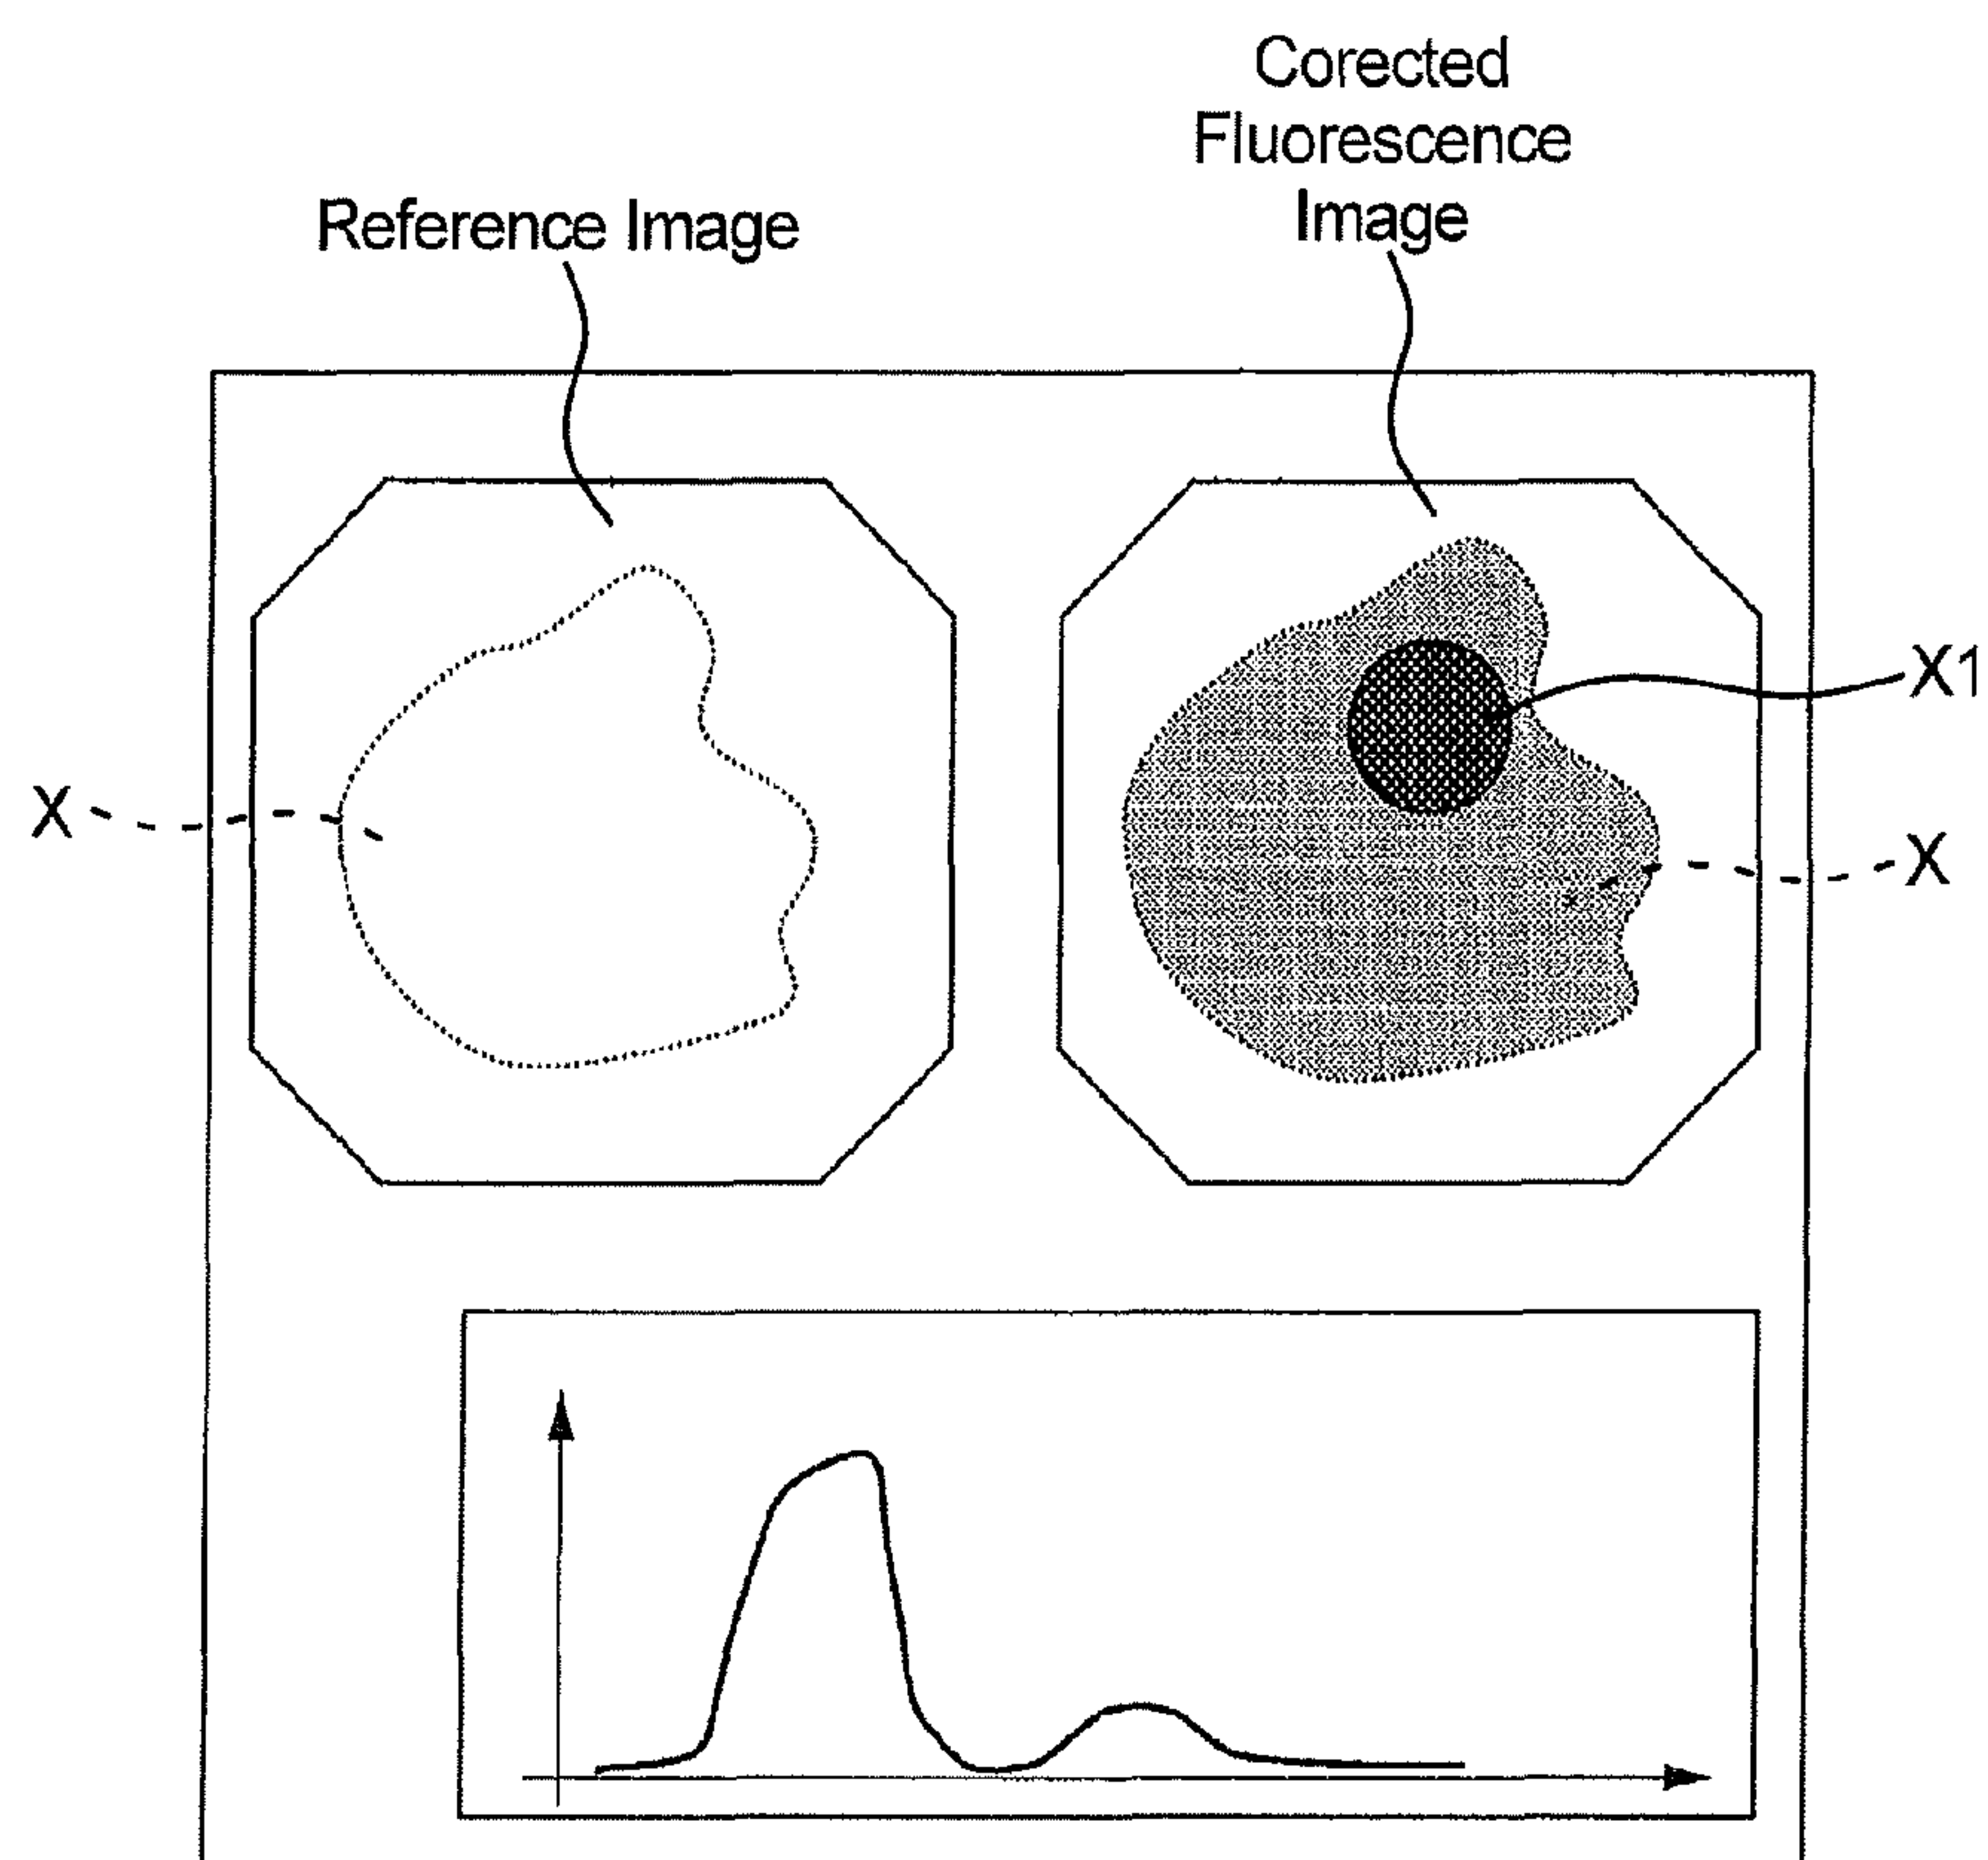 Corected
Fluorescence
Image
Reference Image
X1
X
X